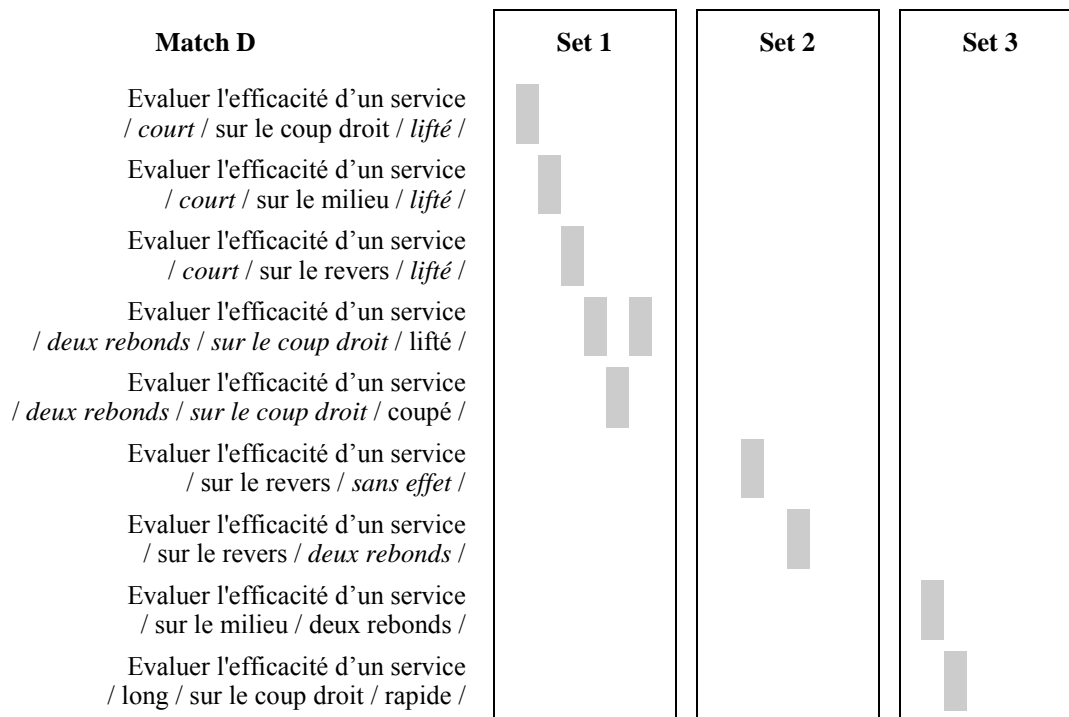 Match D Set 1 Set 2 Set 3
Evaluer l'efficacité d’un service
/ court / sur le coup droit / lifté /
Evaluer l'efficacité d’un service
/ court / sur le milieu / lifté /
Evaluer l'efficacité d’un service
/ court / sur le revers / lifté /
Evaluer l'efficacité d’un service
/ deux rebonds / sur le coup droit / lifté /
Evaluer l'efficacité d’un service
/ deux rebonds / sur le coup droit / coupé /
Evaluer l'efficacité d’un service
/ sur le revers / sans effet /
Evaluer l'efficacité d’un service
/ sur le revers / deux rebonds /
Evaluer l'efficacité d’un service
/ sur le milieu / deux rebonds /
Evaluer l'efficacité d’un service
/ long / sur le coup droit / rapide /